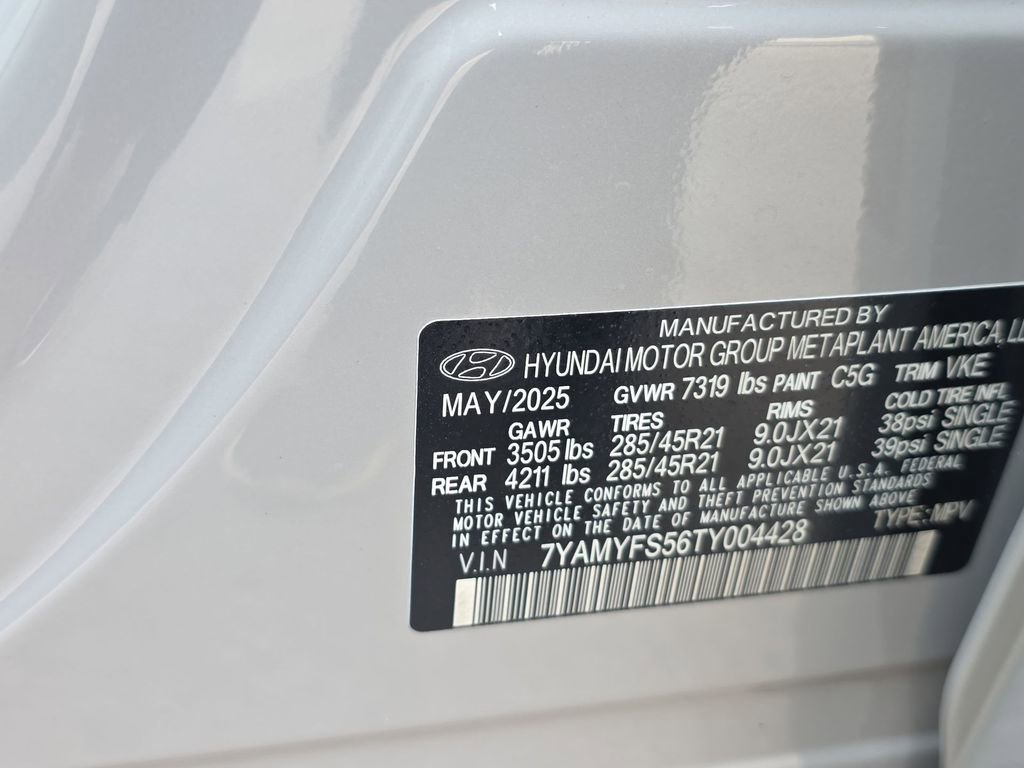 MANUFACTURED BY
HYUNDAI MOTOR GROUP METAPLANT AMERICA, LL
MAY/2025 GVWR 7319 lbs PAINT C5G TRIM VKE
GAWR TIRES RIMS COLD TIRE INFL
FRONT 3505 lbs 285/45R21 9.0JX21 38psi SINGLE
REAR 4211 lbs 285/45R21 9.0JX21 39psi SINGLE
THIS VEHICLE CONFORMS TO ALL APPLICABLE U.S.A. FEDERAL
MOTOR VEHICLE SAFETY AND THEFT PREVENTION STANDARDS
IN EFFECT ON THE DATE OF MANUFACTURE SHOWN ABOVE
V.I.N 7YAMYFS56TY004428 TYPE: MPV